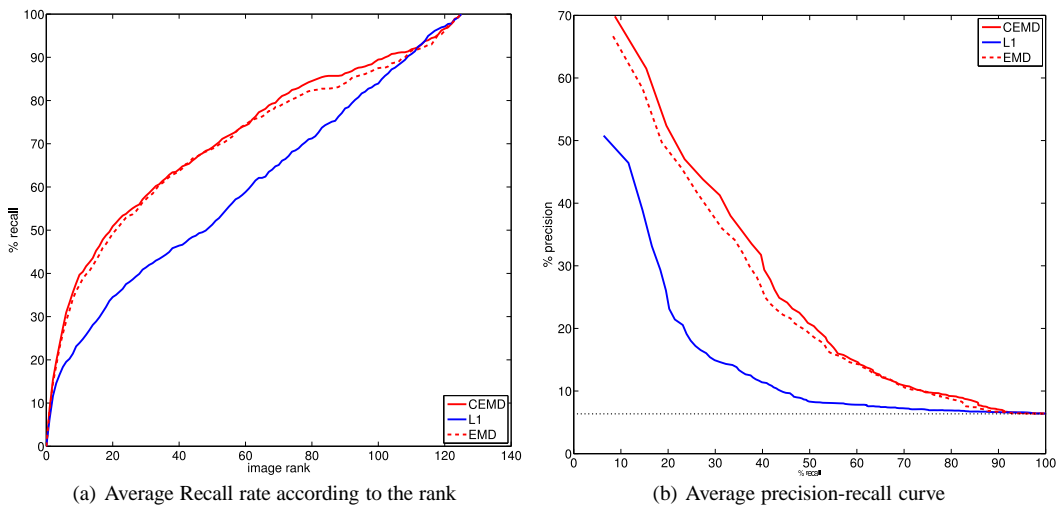 100
90
80
70
60
50
40
30
20
10
0
% recall
CEMD
L1
EMD
0 20 40 60 80 100 120 140
image rank
(a) Average Recall rate according to the rank
70
60
50
40
30
20
10
0
% precision
CEMD
L1
EMD
0 10 20 30 40 50 60 70 80 90 100
% recall
(b) Average precision-recall curve